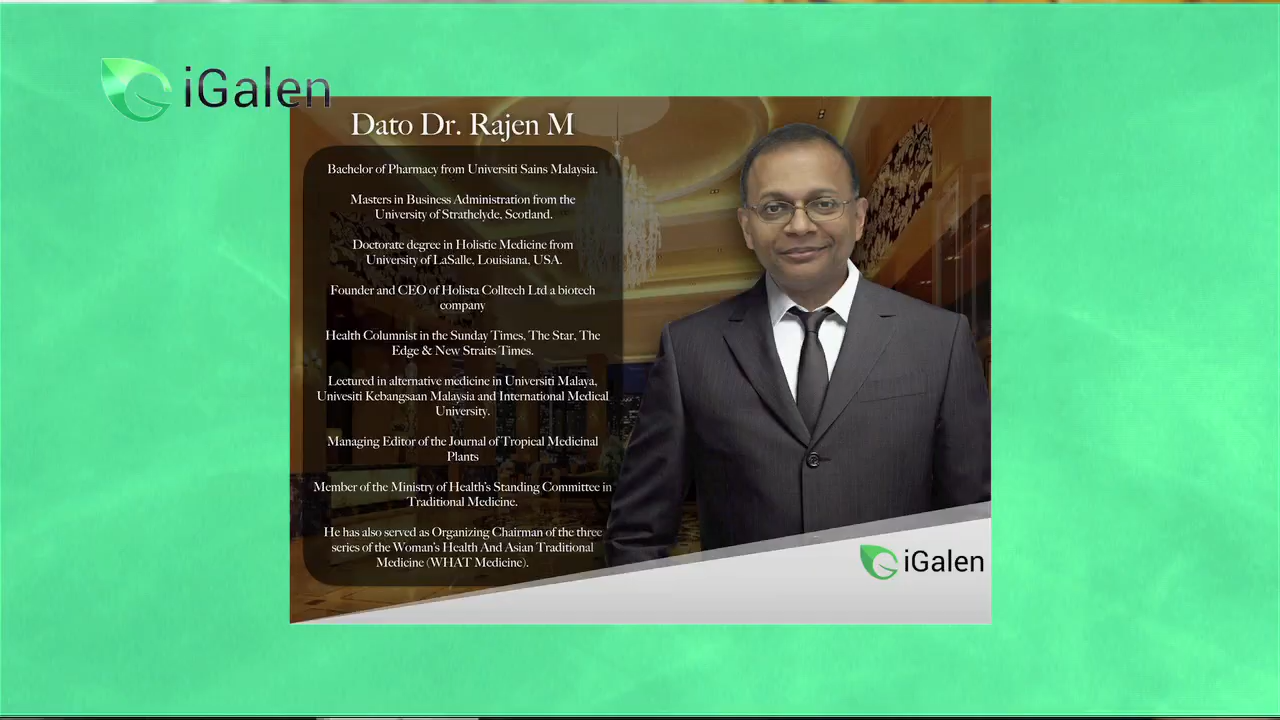 iGalen
Dato Dr. Rajen M
Bachelor of Pharmacy from Universiti Sains Malaysia.
Masters in Business Administration from the
University of Strathclyde, Scotland.
Doctorate degree in Holistic Medicine from
University of LaSalle, Louisiana, USA.
Founder and CEO of Holista Colltech Ltd a biotech
company
Health Columnist in the Sunday Times, The Star, The
Edge & New Straits Times.
Lectured in alternative medicine in Universiti Malaya,
Univesiti Kebangsaan Malaysia and International Medical
University.
Managing Editor of the Journal of Tropical Medicinal
Plants
Member of the Ministry of Health's Standing Committee in
Traditional Medicine.
He has also served as Organizing Chairman of the three
series of the Woman's Health And Asian Traditional
Medicine (WHAT Medicine).
iGalen